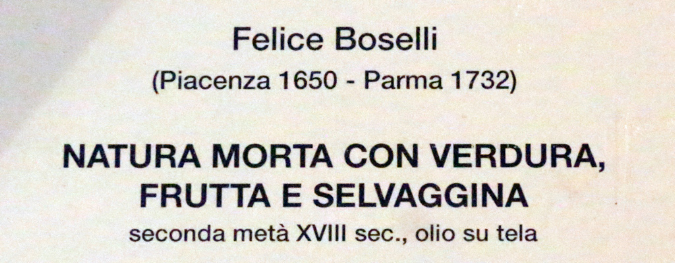 Felice Boselli
(Piacenza 1650 - Parma 1732)
NATURA MORTA CON VERDURA,
FRUTTA E SELVAGGINA
seconda metà XVIII sec., olio su tela